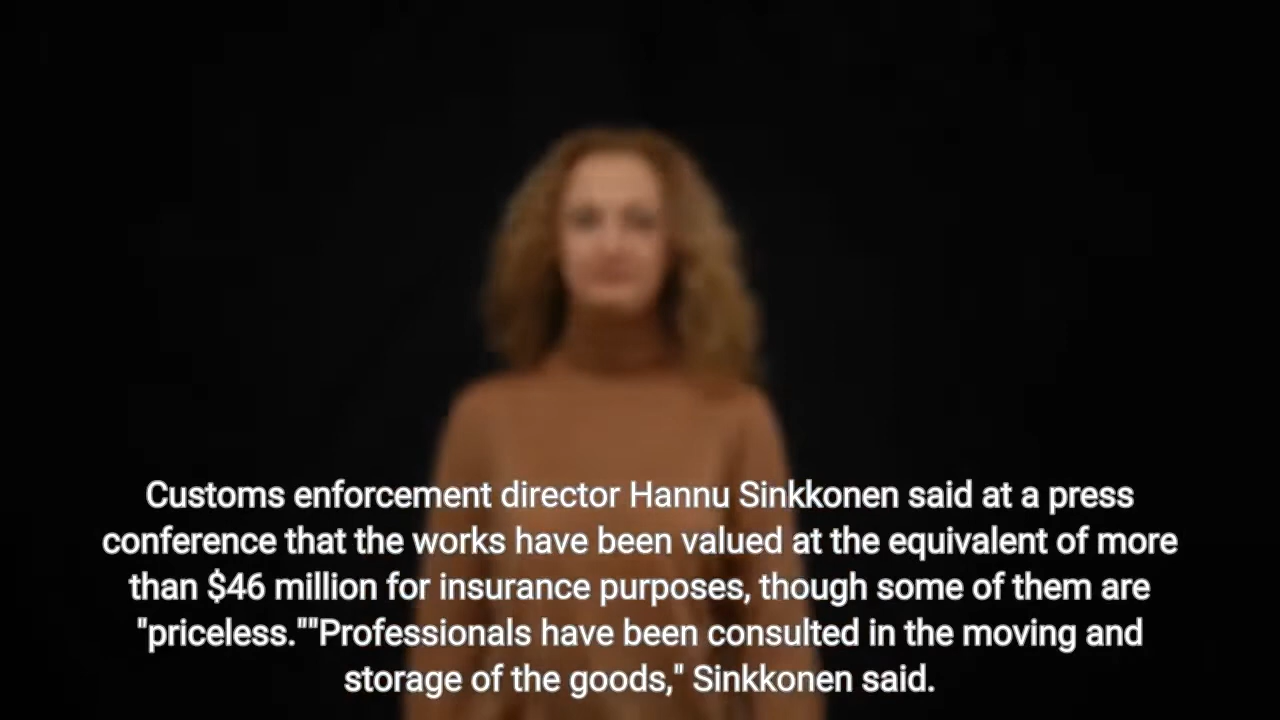 Customs enforcement director Hannu Sinkkonen said at a press
conference that the works have been valued at the equivalent of more
than $46 million for insurance purposes, though some of them are
"priceless.""Professionals have been consulted in the moving and
storage of the goods," Sinkkonen said.